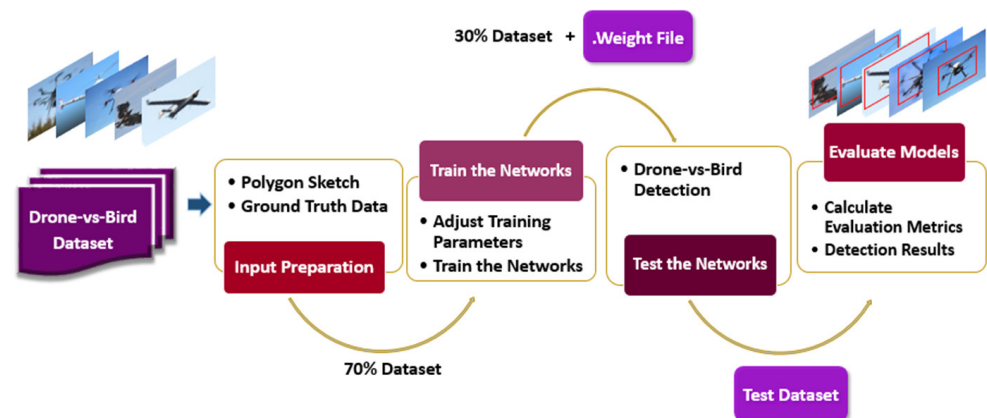 30% Dataset + .Weight File
Drone-vs-Bird
Dataset
• Polygon Sketch
• Ground Truth Data
Input Preparation
70% Dataset
Train the Networks
• Adjust Training
Parameters
• Train the Networks
• Drone-vs-Bird
Detection
Test the Networks
Test Dataset
Evaluate Models
• Calculate
Evaluation Metrics
• Detection Results